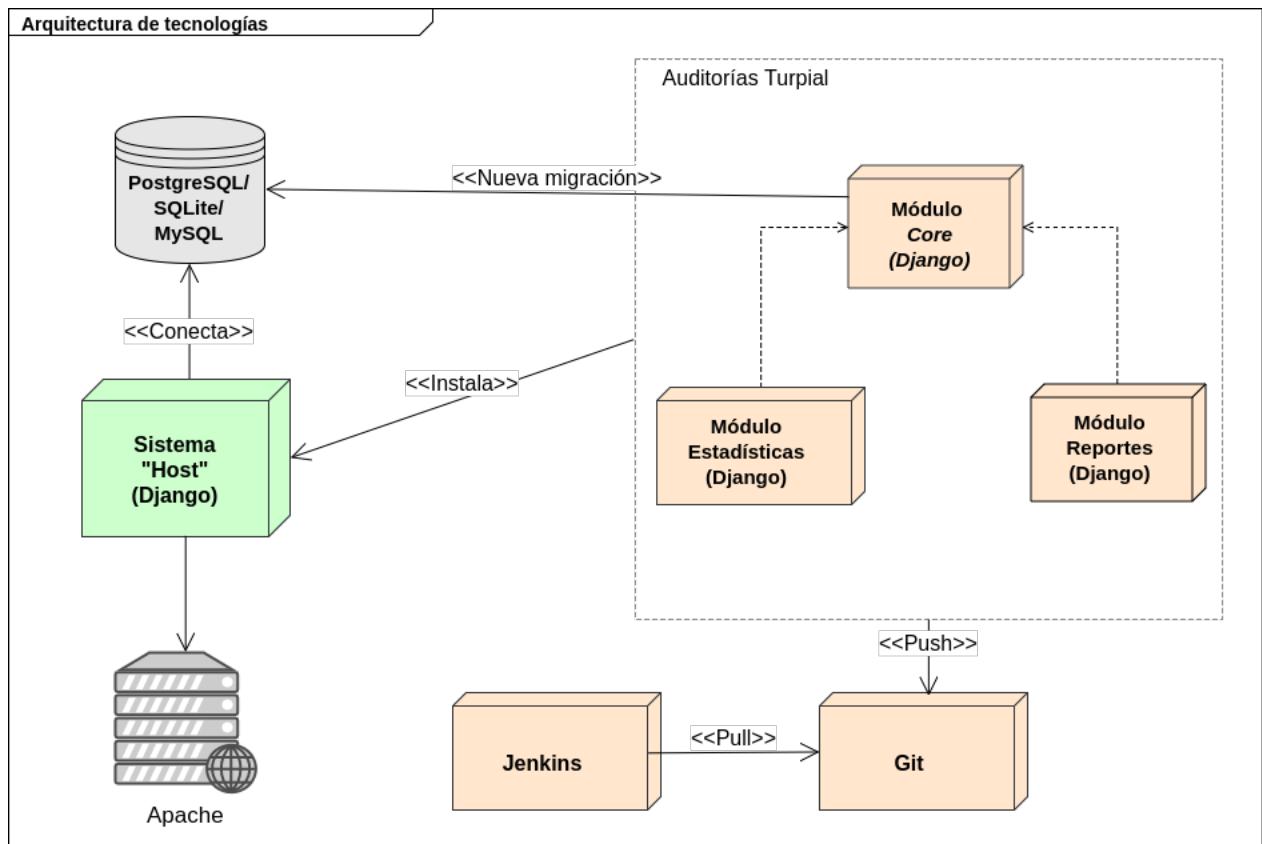 Arquitectura de tecnologías
Auditorías Turpial
PostgreSQL/
SQLite/
MySQL
<<Nueva migración>>
Módulo
Core
(Django)
<<Conecta>>
<<Instala>>
Sistema
"Host"
(Django)
Módulo
Estadísticas
(Django)
Módulo
Reportes
(Django)
<<Push>>
Jenkins
<<Pull>>
Git
Apache